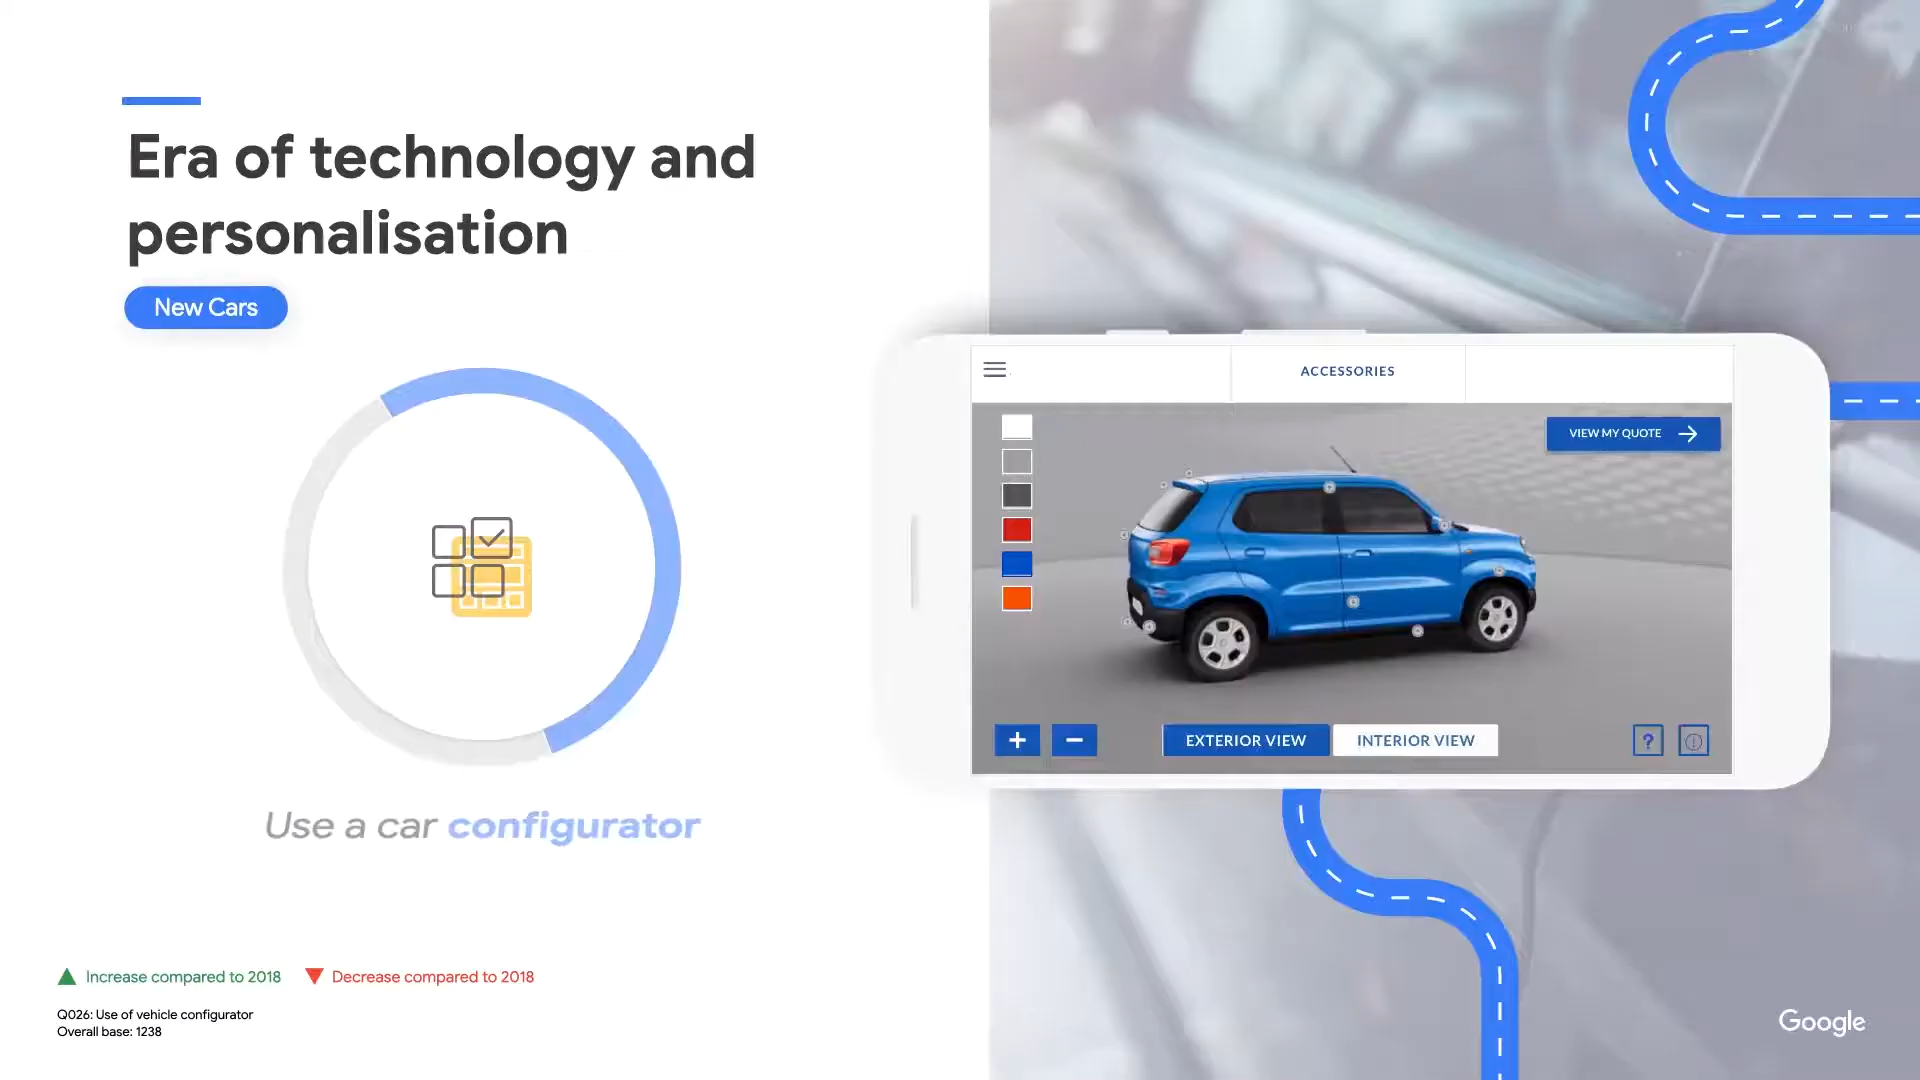 Era of technology and
personalisation
New Cars
Use a car configurator
Increase compared to 2018
Decrease compared to 2018
Q026: Use of vehicle configurator
Overall base: 1238
ACCESSORIES
VIEW MY QUOTE
+
−
EXTERIOR VIEW
INTERIOR VIEW
?
Google